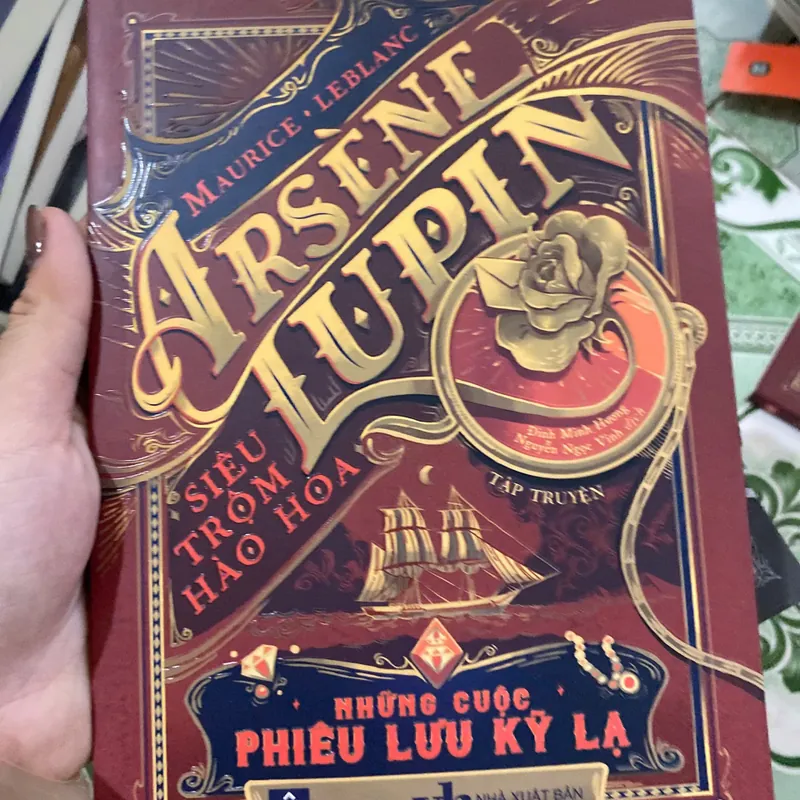 MAURICE • LEBLANC
ARSÈNE
LUPIN
SIÊU
TRỘM
HÀO HOA
Đinh Minh Hương
Nguyễn Ngọc Vinh dịch
TẬP TRUYỆN
NHỮNG CUỘC
PHIÊU LƯU KỲ LẠ
NHÀ XUẤT BẢN